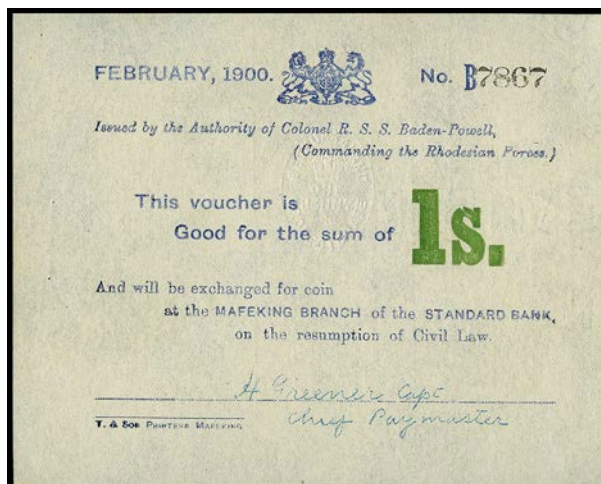 FEBRUARY, 1900. No. B7867
Issued by the Authority of Colonel R. S. S. Baden-Powell,
(Commanding the Rhodesian Forces.)
This voucher is
Good for the sum of 1s.
And will be exchanged for coin
at the MAFEKING BRANCH of the STANDARD BANK,
on the resumption of Civil Law.
H Greener Capt
Chief Paymaster
T. & Son PRINTERS MAFEKING